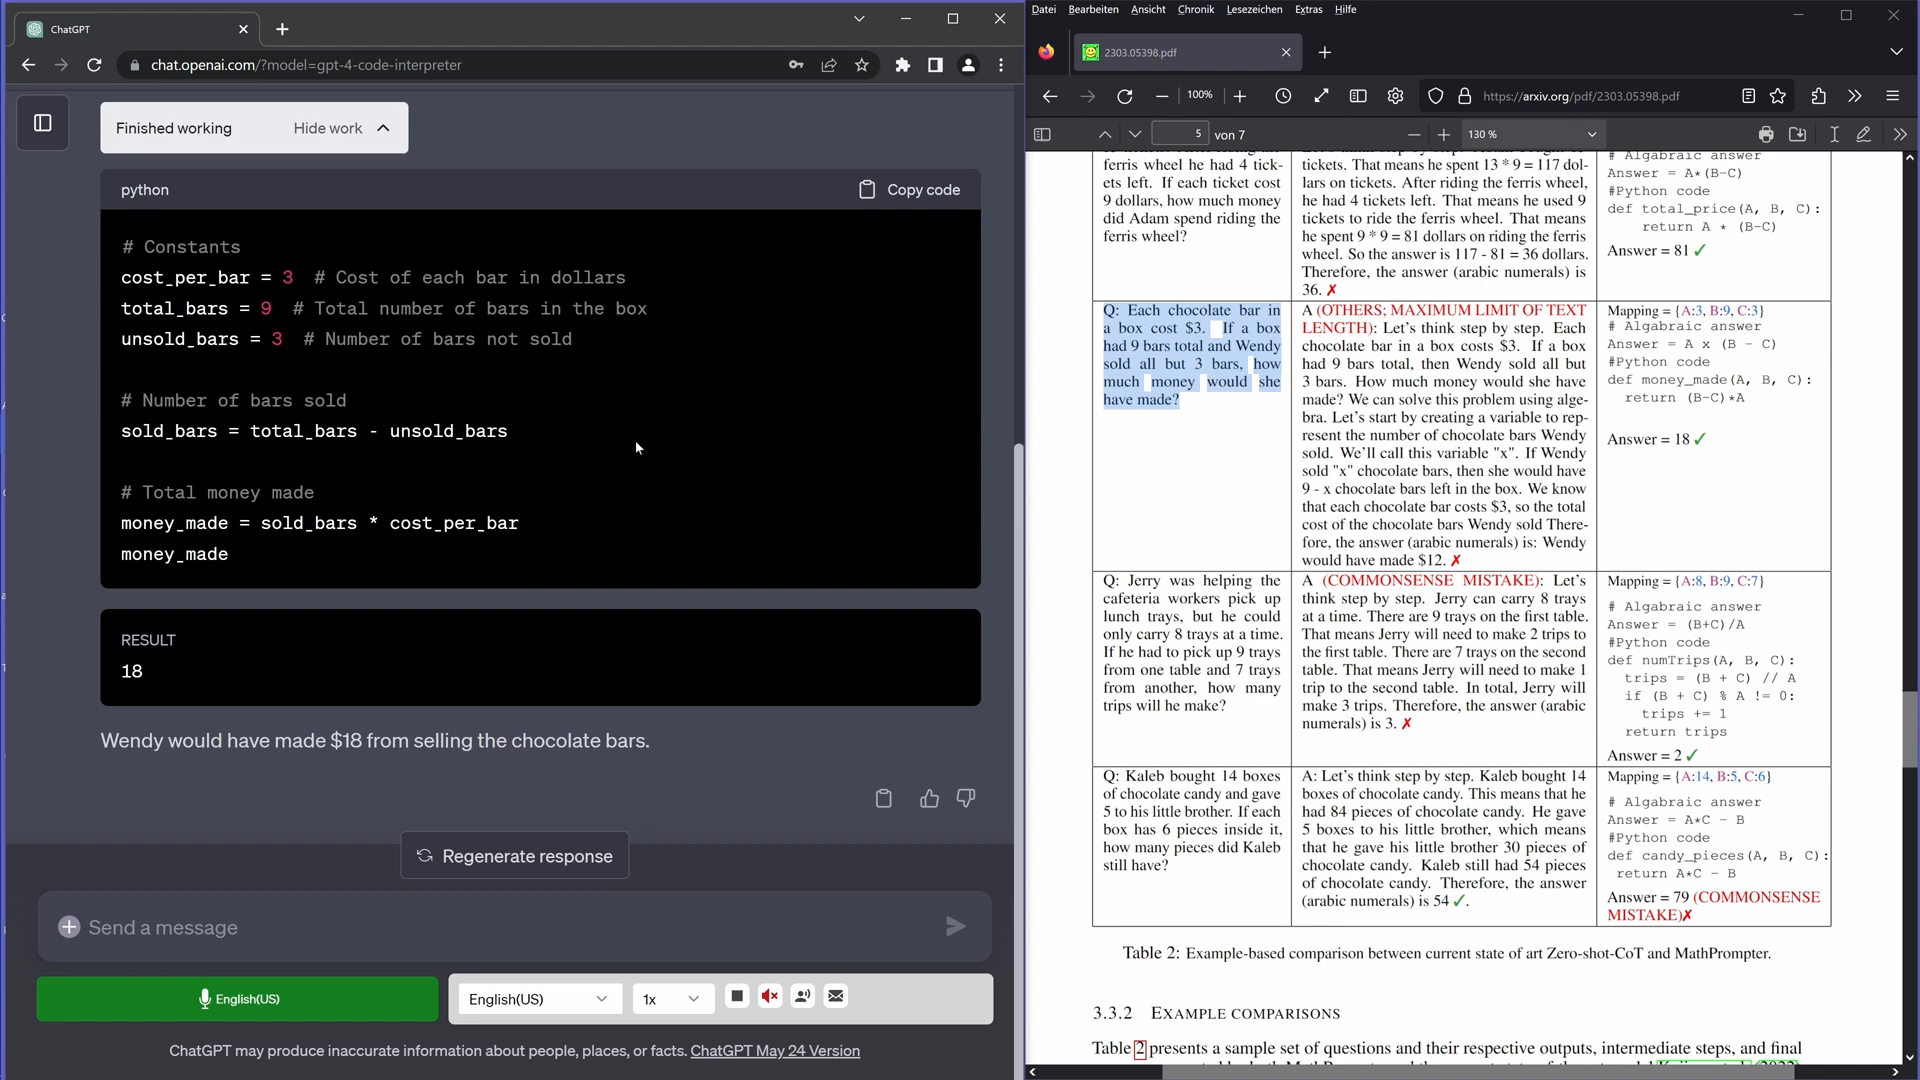 ChatGPT
chat.openai.com/?model=gpt-4-code-interpreter
Finished working
Hide work
python
Copy code
# Constants
cost_per_bar = 3  # Cost of each bar in dollars
total_bars = 9  # Total number of bars in the box
unsold_bars = 3  # Number of bars not sold
# Number of bars sold
sold_bars = total_bars - unsold_bars
# Total money made
money_made = sold_bars * cost_per_bar
money_made
RESULT
18
Wendy would have made $18 from selling the chocolate bars.
Regenerate response
Send a message
English(US)
English(US)
1x
ChatGPT may produce inaccurate information about people, places, or facts. ChatGPT May 24 Version
Datei Bearbeiten Ansicht Chronik Lesezeichen Extras Hilfe
2303.05398.pdf
100%
https://arxiv.org/pdf/2303.05398.pdf
5 von 7
130 %
ferris wheel he had 4 tick-
ets left. If each ticket cost
9 dollars, how much money
did Adam spend riding the
ferris wheel?
tickets. That means he spent 13 * 9 = 117 dol-
lars on tickets. After riding the ferris wheel,
he had 4 tickets left. That means he used 9
tickets to ride the ferris wheel. That means
he spent 9 * 9 = 81 dollars on riding the ferris
wheel. So the answer is 117 - 81 = 36 dollars.
Therefore, the answer (arabic numerals) is
36. ✗
# Algabraic answer
Answer = A*(B-C)
#Python code
def total_price(A, B, C):
return A * (B-C)
Answer = 81 ✓
Q: Each chocolate bar in
a box cost $3. If a box
had 9 bars total and Wendy
sold all but 3 bars, how
much money would she
have made?
A (OTHERS; MAXIMUM LIMIT OF TEXT
LENGTH): Let's think step by step. Each
chocolate bar in a box costs $3. If a box
had 9 bars total, then Wendy sold all but
3 bars. How much money would she have
made? We can solve this problem using alge-
bra. Let's start by creating a variable to rep-
resent the number of chocolate bars Wendy
sold. We'll call this variable "x". If Wendy
sold "x" chocolate bars, then she would have
9 - x chocolate bars left in the box. We know
that each chocolate bar costs $3, so the total
cost of the chocolate bars Wendy sold There-
fore, the answer (arabic numerals) is: Wendy
would have made $12. ✗
Mapping = {A:3, B:9, C:3}
# Algabraic answer
Answer = A x (B - C)
#Python code
def money_made(A, B, C):
return (B-C)*A
Answer = 18 ✓
Q: Jerry was helping the
cafeteria workers pick up
lunch trays, but he could
only carry 8 trays at a time.
If he had to pick up 9 trays
from one table and 7 trays
from another, how many
trips will he make?
A (COMMONSENSE MISTAKE): Let's
think step by step. Jerry can carry 8 trays
at a time. There are 9 trays on the first table.
That means Jerry will need to make 2 trips to
the first table. There are 7 trays on the second
table. That means Jerry will need to make 1
trip to the second table. In total, Jerry will
make 3 trips. Therefore, the answer (arabic
numerals) is 3. ✗
Mapping = {A:8, B:9, C:7}
# Algabraic answer
Answer = (B+C)/A
#Python code
def numTrips(A, B, C):
trips = (B + C) // A
if (B + C) % A != 0:
trips += 1
return trips
Answer = 2 ✓
Q: Kaleb bought 14 boxes
of chocolate candy and gave
5 to his little brother. If each
box has 6 pieces inside it,
how many pieces did Kaleb
still have?
A: Let's think step by step. Kaleb bought 14
boxes of chocolate candy. This means that he
had 84 pieces of chocolate candy. He gave
5 boxes to his little brother, which means
that he gave his little brother 30 pieces of
chocolate candy. Kaleb still had 54 pieces
of chocolate candy. Therefore, the answer
(arabic numerals) is 54 ✓.
Mapping = {A:14, B:5, C:6}
# Algabraic answer
Answer = A*C - B
#Python code
def candy_pieces(A, B, C):
return A*C - B
Answer = 79 (COMMONSENSE
MISTAKE)✗
Table 2: Example-based comparison between current state of art Zero-shot-CoT and MathPrompter.
3.3.2 EXAMPLE COMPARISONS
Table 2 presents a sample set of questions and their respective outputs, intermediate steps, and final